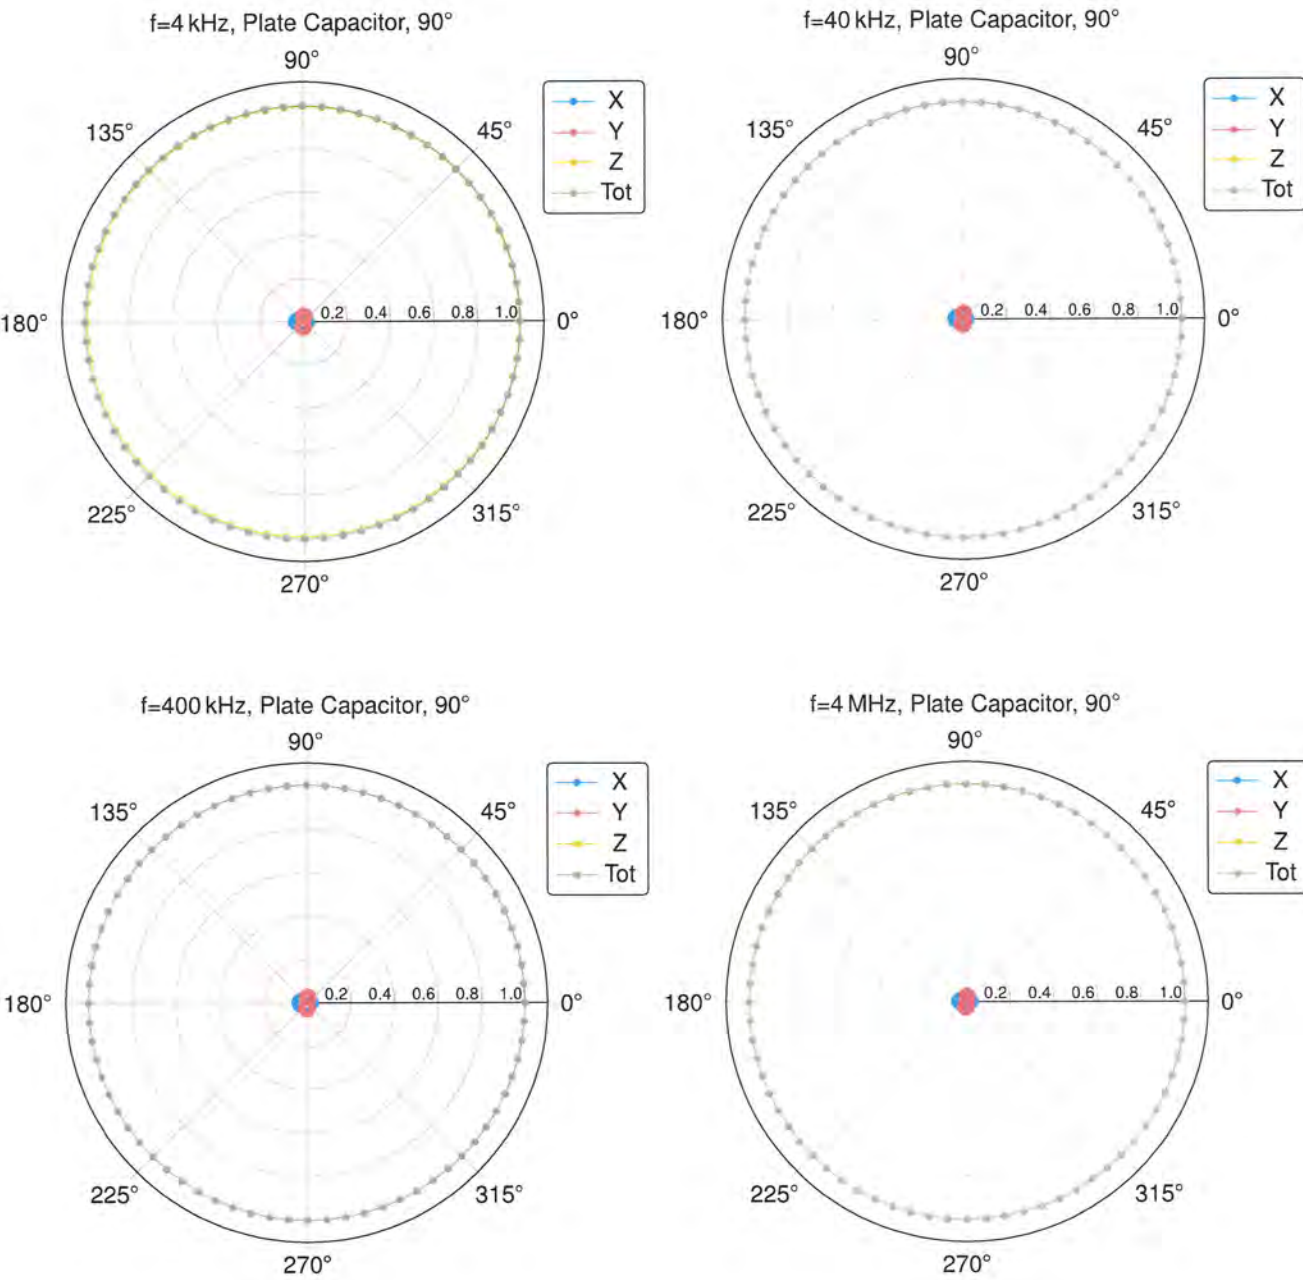 f=4 kHz, Plate Capacitor, 90°
90°
135°
45°
X
Y
Z
Tot
180°
0.2 0.4 0.6 0.8 1.0
0°
225°
315°
270°
f=40 kHz, Plate Capacitor, 90°
90°
135°
45°
X
Y
Z
Tot
180°
0.2 0.4 0.6 0.8 1.0
0°
225°
315°
270°
f=400 kHz, Plate Capacitor, 90°
90°
135°
45°
X
Y
Z
Tot
180°
0.2 0.4 0.6 0.8 1.0
0°
225°
315°
270°
f=4 MHz, Plate Capacitor, 90°
90°
135°
45°
X
Y
Z
Tot
180°
0.2 0.4 0.6 0.8 1.0
0°
225°
315°
270°